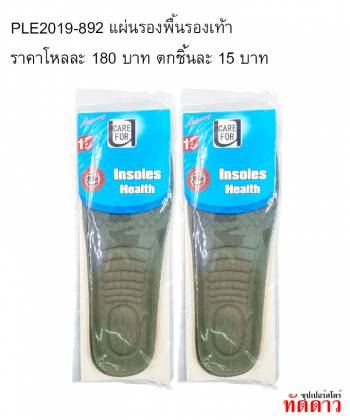 PLE2019-892 แผ่นรองพื้นรองเท้า
ราคาโหลละ 180 บาท ตกชิ้นละ 15 บาท
CARE
FOR
U
Insoles
Health
CARE
FOR
U
Insoles
Health
ซุปเปอร์สโตร์
ทัดดาว